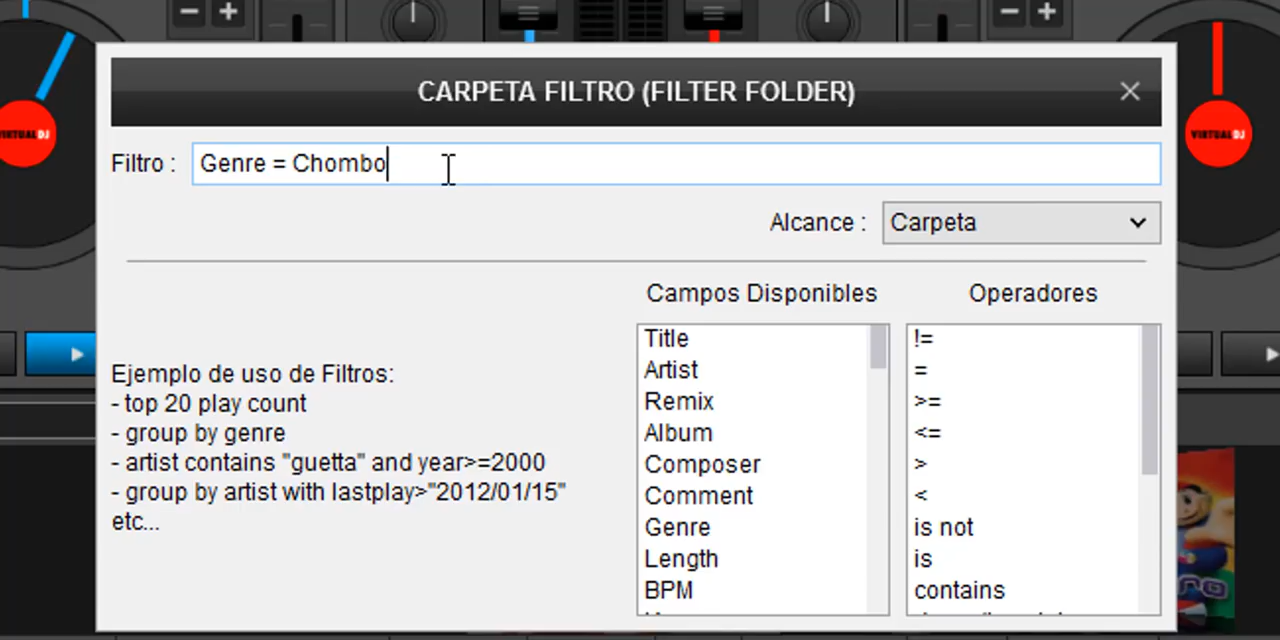 CARPETA FILTRO (FILTER FOLDER)
VIRTUAL DJ
VIRTUAL DJ
Filtro :
Genre = Chombo
Alcance :
Carpeta
Campos Disponibles
Operadores
Title
Artist
Remix
Album
Composer
Comment
Genre
Length
BPM
!=
=
>=
<=
>
<
is not
is
contains
Ejemplo de uso de Filtros:
- top 20 play count
- group by genre
- artist contains "guetta" and year>=2000
- group by artist with lastplay>"2012/01/15"
etc...